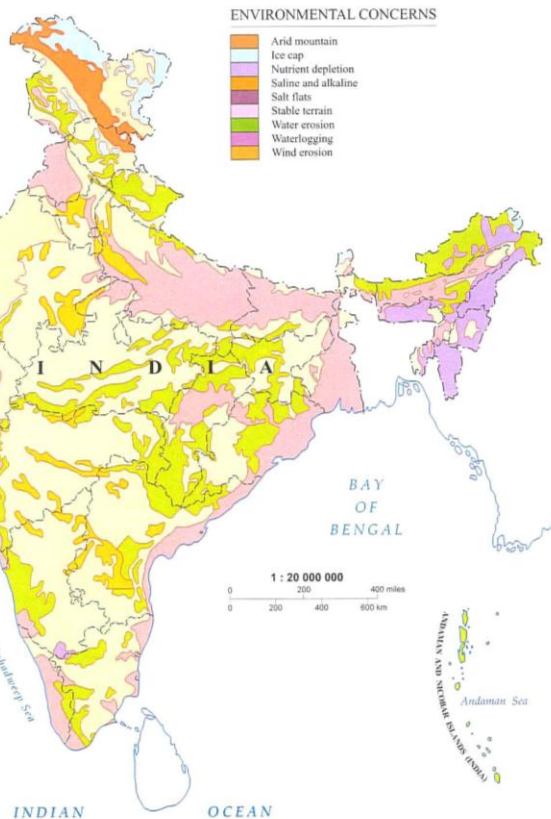 ENVIRONMENTAL CONCERNS
Arid mountain
Ice cap
Nutrient depletion
Saline and alkaline
Salt flats
Stable terrain
Water erosion
Waterlogging
Wind erosion
I N D I A
BAY
OF
BENGAL
1 : 20 000 000
0 200 400 miles
0 200 400 600 km
ANDAMAN AND NICOBAR ISLANDS (INDIA)
Andaman Sea
Sea
INDIAN OCEAN